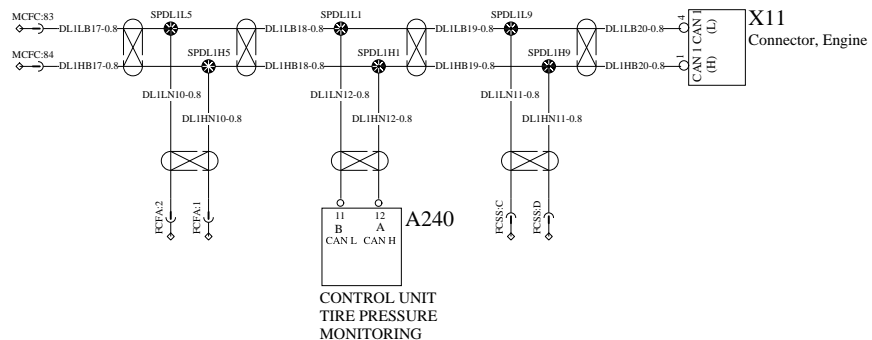 MCFC:83
DL1LB17-0.8
SPDL1L5
DL1LB18-0.8
SPDL1L1
DL1LB19-0.8
SPDL1L9
DL1LB20-0.8
4
CAN 1
(L)
X11
Connector, Engine
MCFC:84
DL1HB17-0.8
SPDL1H5
DL1HB18-0.8
SPDL1H1
DL1HB19-0.8
SPDL1H9
DL1HB20-0.8
1
CAN 1
(H)
DL1LN10-0.8
DL1LN12-0.8
DL1LN11-0.8
DL1HN10-0.8
DL1HN12-0.8
DL1HN11-0.8
FCFA:2
FCFA:1
FCSS:C
FCSS:D
11
12
A240
B
A
CAN L
CAN H
CONTROL UNIT
TIRE PRESSURE
MONITORING